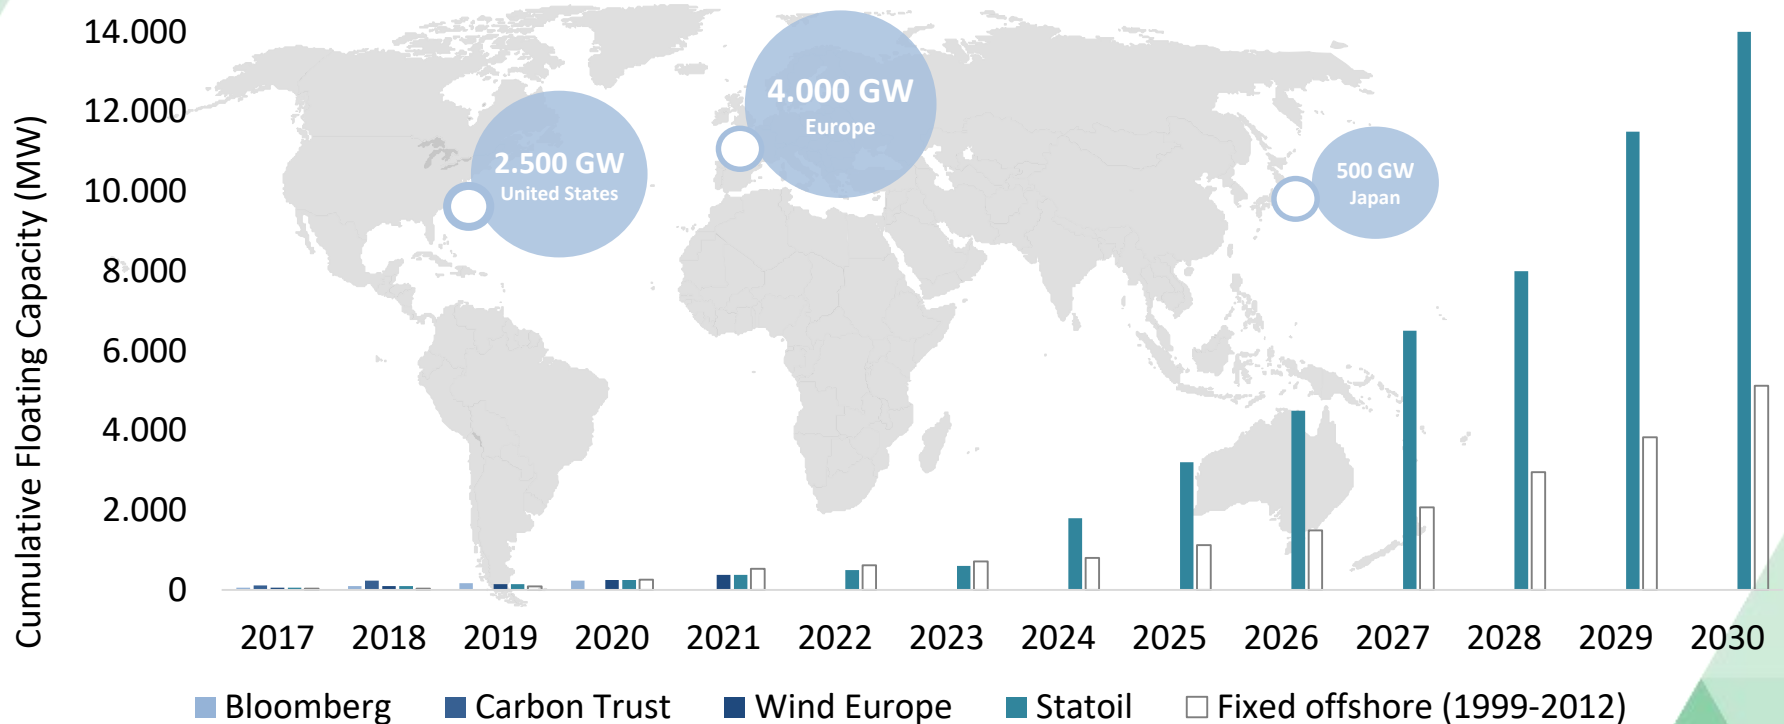 Cumulative Floating Capacity (MW)
14.000
12.000
10.000
8.000
6.000
4.000
2.000
0
2.500 GW
United States
4.000 GW
Europe
500 GW
Japan
2017 2018 2019 2020 2021 2022 2023 2024 2025 2026 2027 2028 2029 2030
Bloomberg Carbon Trust Wind Europe Statoil Fixed offshore (1999-2012)